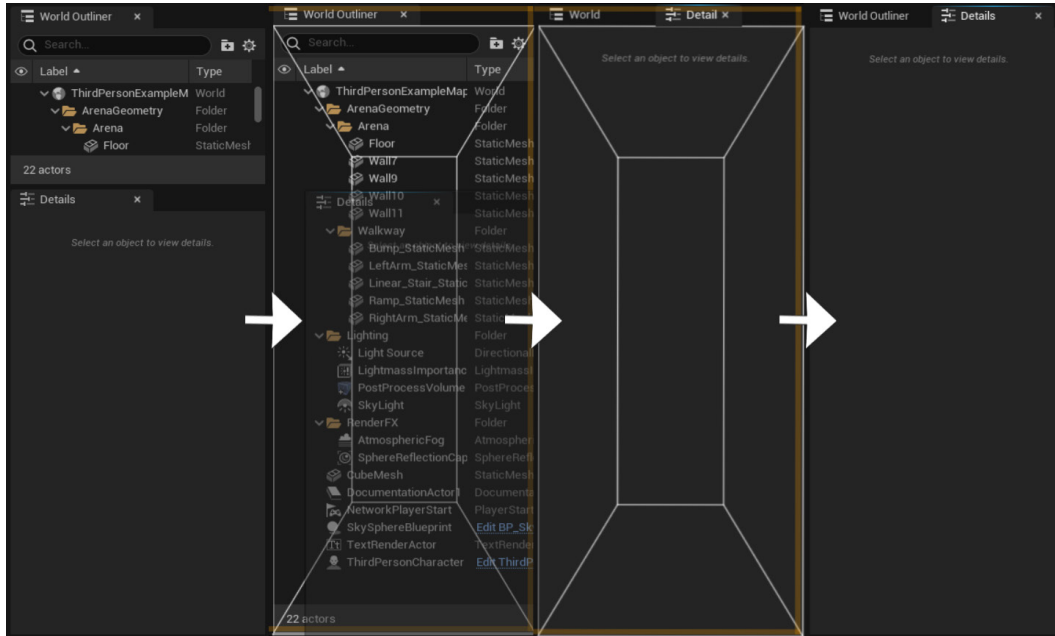 World Outliner
Search...
Label Type
ThirdPersonExampleM World
ArenaGeometry Folder
Arena Folder
Floor StaticMesh
22 actors
Details
Select an object to view details.
World Outliner
Search...
Label Type
ThirdPersonExampleMap World
ArenaGeometry Folder
Arena Folder
Floor StaticMesh
Wall7 StaticMesh
Wall9 StaticMesh
Wall10 StaticMesh
Details
Wall11 StaticMesh
Walkway Folder
Bump_StaticMesh StaticMesh
LeftArm_StaticMes StaticMesh
Linear_Stair_Static StaticMesh
Ramp_StaticMesh StaticMesh
RightArm_StaticMe StaticMesh
Lighting Folder
Light Source Directional
LightmassImportanc LightmassI
PostProcessVolume PostProces
SkyLight SkyLight
RenderFX Folder
AtmosphericFog Atmospher
SphereReflectionCap SphereRefl
CubeMesh StaticMesh
DocumentationActor1 Documenta
NetworkPlayerStart PlayerStart
SkySphereBlueprint Edit BP_Sk
TextRenderActor TextRender
ThirdPersonCharacter Edit ThirdP
22 actors
World Detail
Select an object to view details.
World Outliner Details
Select an object to view details.